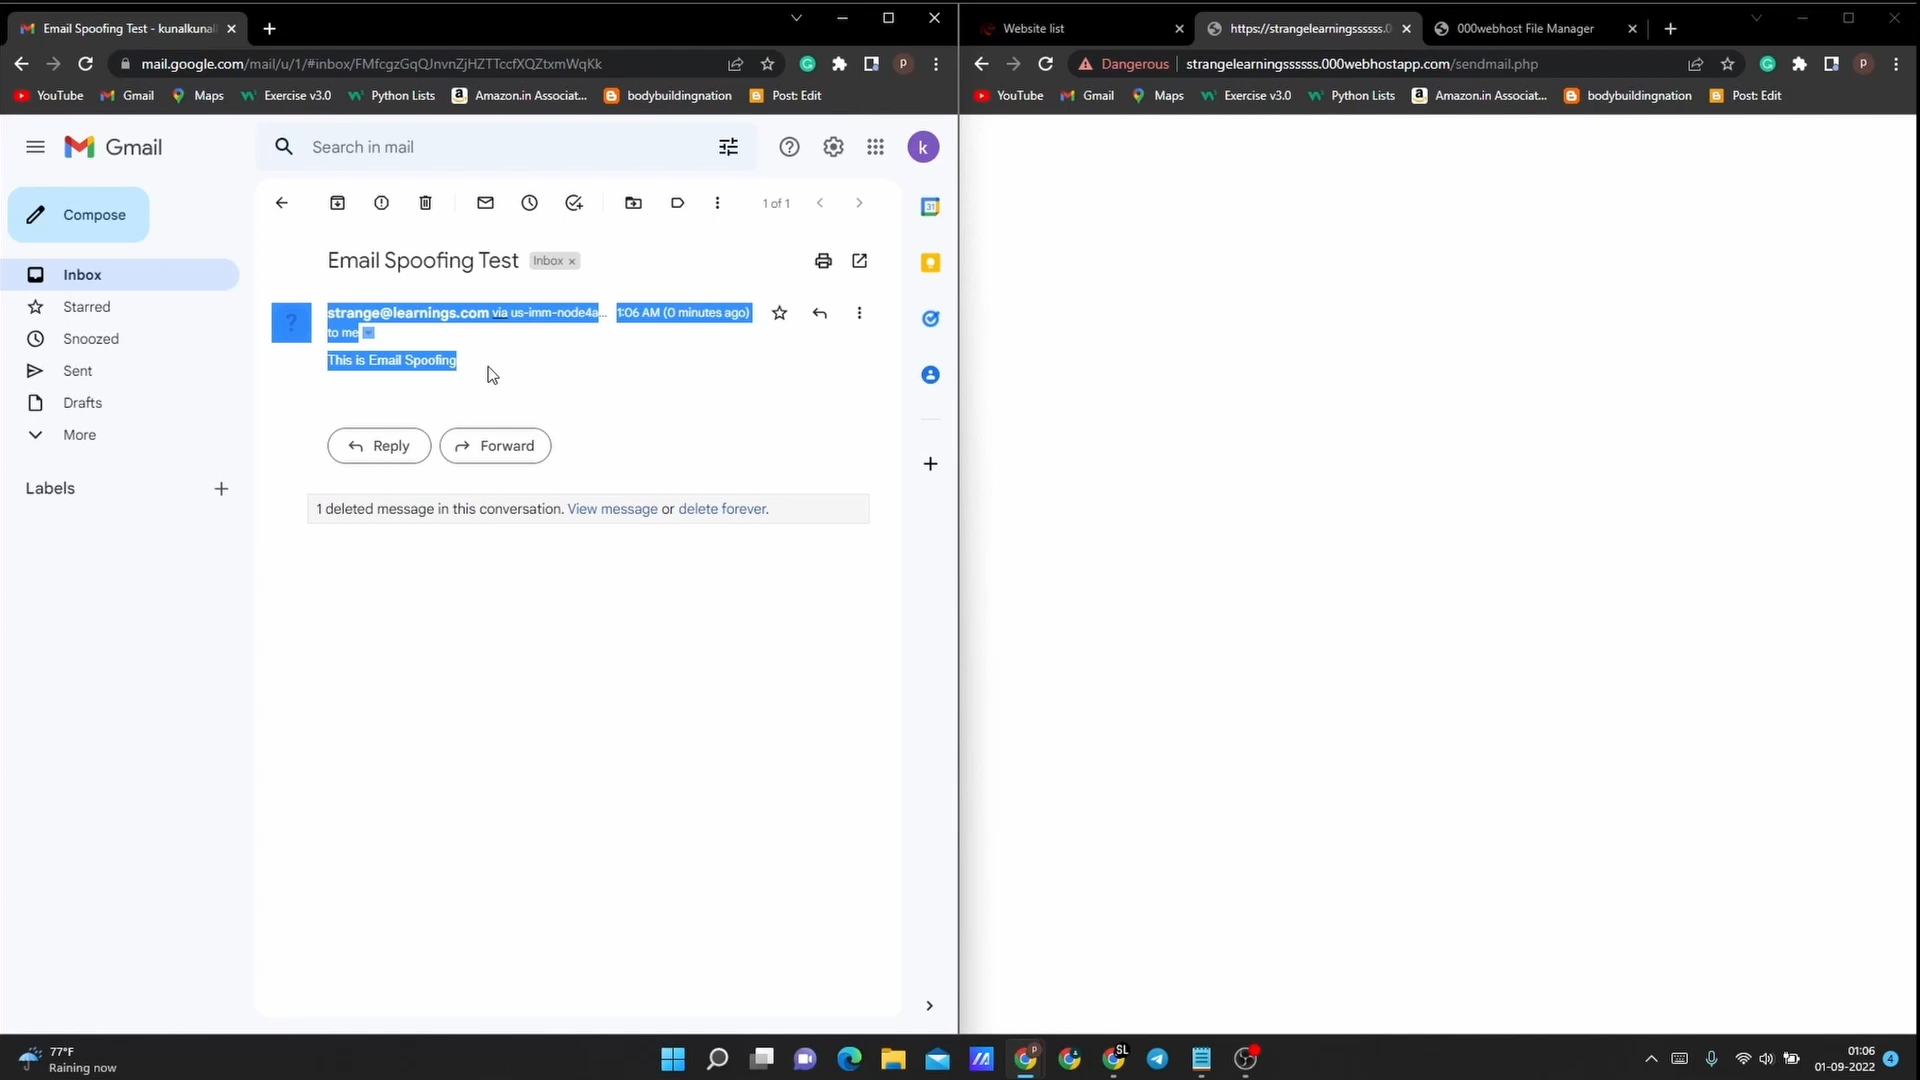 Email Spoofing Test - kunalkunal
mail.google.com/mail/u/1/#inbox/FMfcgzGqQJnvnZjHZTTccfXQZtxmWqKk
P
YouTube
Gmail
Maps
Exercise v3.0
Python Lists
Amazon.in Associat...
bodybuildingnation
Post: Edit
Gmail
Search in mail
k
Compose
Inbox
Starred
Snoozed
Sent
Drafts
More
Labels
1 of 1
31
Email Spoofing Test
Inbox x
?
strange@learnings.com via us-imm-node4a...
1:06 AM (0 minutes ago)
to me
This is Email Spoofing
Reply
Forward
1 deleted message in this conversation. View message or delete forever.
Website list
https://strangelearningssssss.0
000webhost File Manager
Dangerous
strangelearningssssss.000webhostapp.com/sendmail.php
P
YouTube
Gmail
Maps
Exercise v3.0
Python Lists
Amazon.in Associat...
bodybuildingnation
Post: Edit
77°F
Raining now
P
SL
01:06
01-09-2022
4